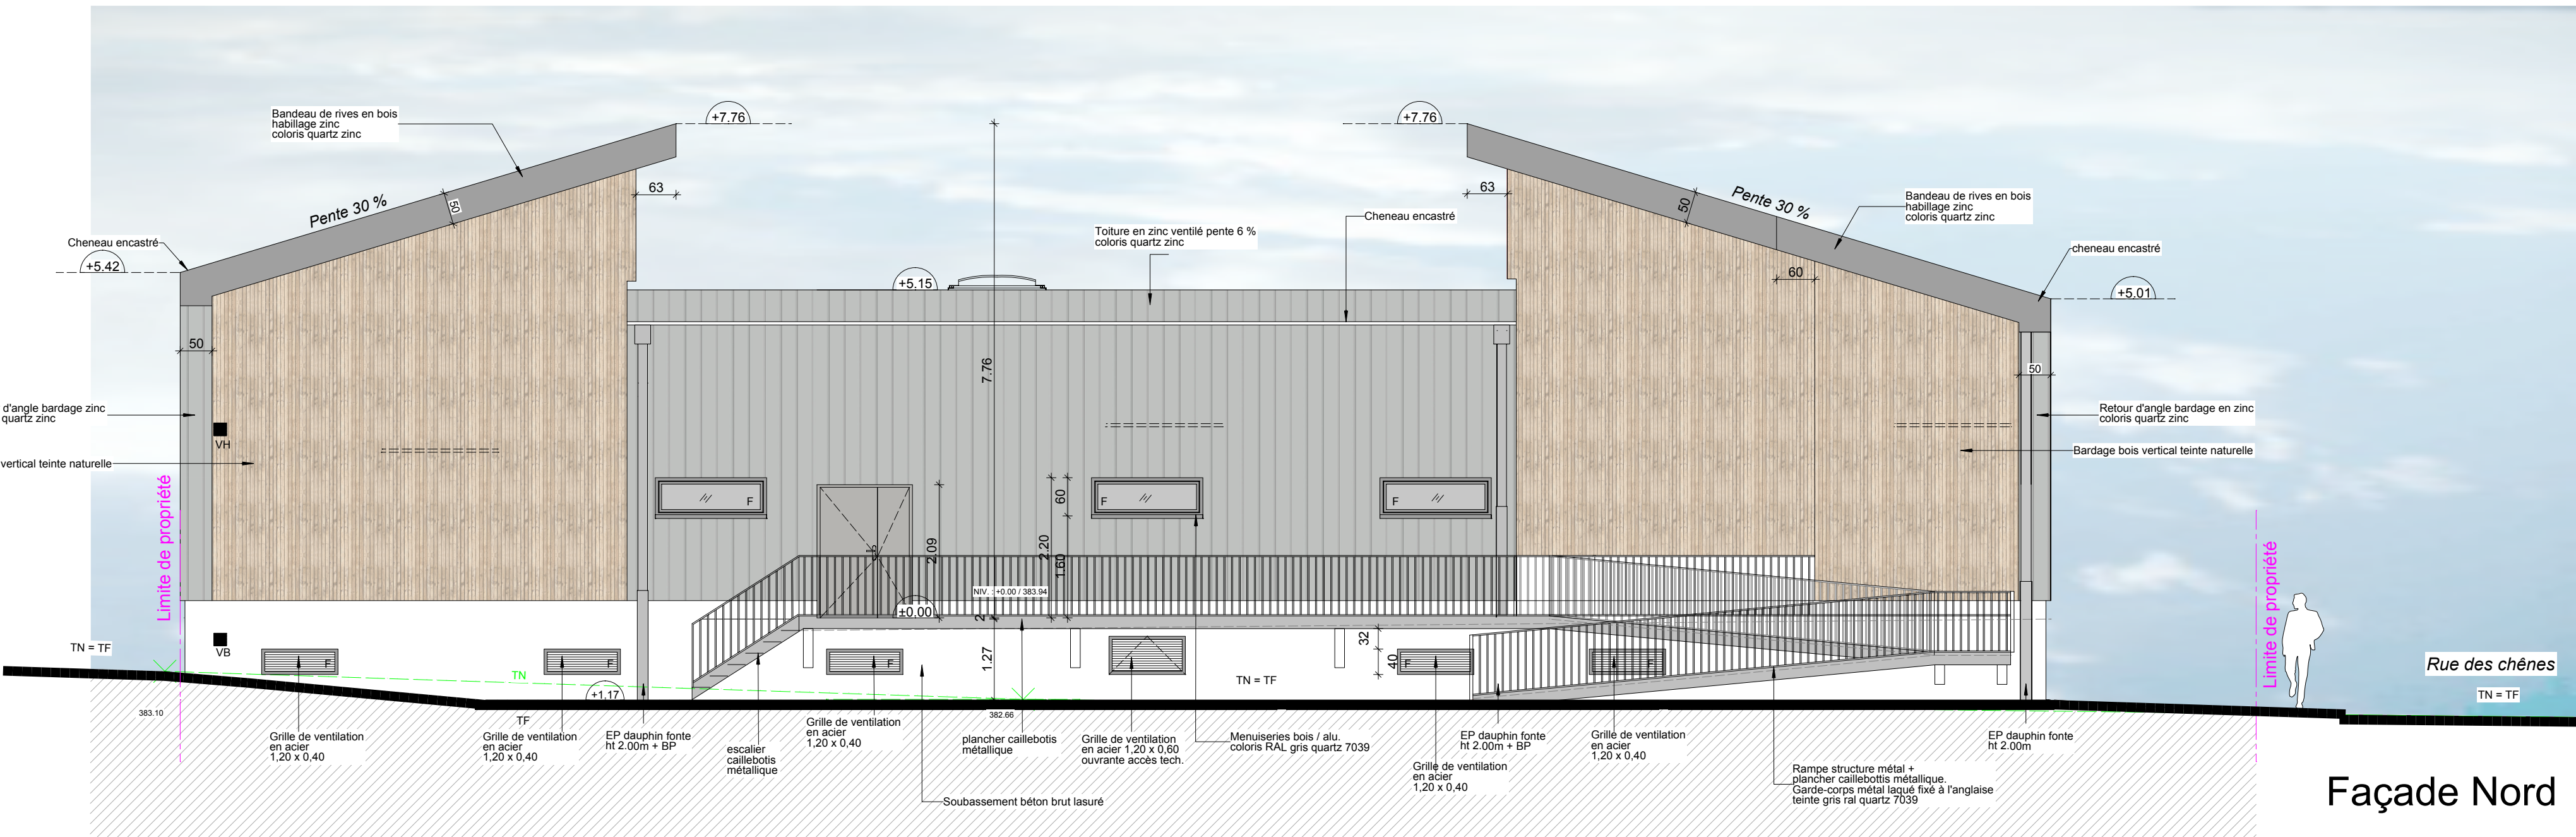 Bandeau de rives en bois
habillage zinc
coloris quartz zinc
+7.76
+7.76
63
63
Pente 30 %
50
Pente 30 %
50
Bandeau de rives en bois
habillage zinc
coloris quartz zinc
Cheneau encastré
Toiture en zinc ventilé pente 6 %
coloris quartz zinc
Cheneau encastré
cheneau encastré
+5.42
+5.15
60
+5.01
50
7.76
50
d'angle bardage zinc
quartz zinc
VH
Retour d'angle bardage en zinc
coloris quartz zinc
vertical teinte naturelle
Bardage bois vertical teinte naturelle
Limite de propriété
F
F
F
60
2.09
2.20
1.60
NIV. : +0.00 / 383.94
±0.00
2
Limite de propriété
TN = TF
VB
F
F
F
F
F
32
40
1.27
TN
+1.17
TN = TF
Rue des chênes
TN = TF
383.10
TF
382.66
Grille de ventilation
en acier
1,20 x 0,40
Grille de ventilation
en acier
1,20 x 0,40
EP dauphin fonte
ht 2.00m + BP
escalier
caillebotis
métallique
Grille de ventilation
en acier
1,20 x 0,40
plancher caillebotis
métallique
Grille de ventilation
en acier 1,20 x 0,60
ouvrante accès tech.
Menuiseries bois / alu.
coloris RAL gris quartz 7039
Grille de ventilation
en acier
1,20 x 0,40
EP dauphin fonte
ht 2.00m + BP
Grille de ventilation
en acier
1,20 x 0,40
EP dauphin fonte
ht 2.00m
Soubassement béton brut lasuré
Rampe structure métal +
plancher caillebottis métallique.
Garde-corps métal laqué fixé à l'anglaise
teinte gris ral quartz 7039
Façade Nord